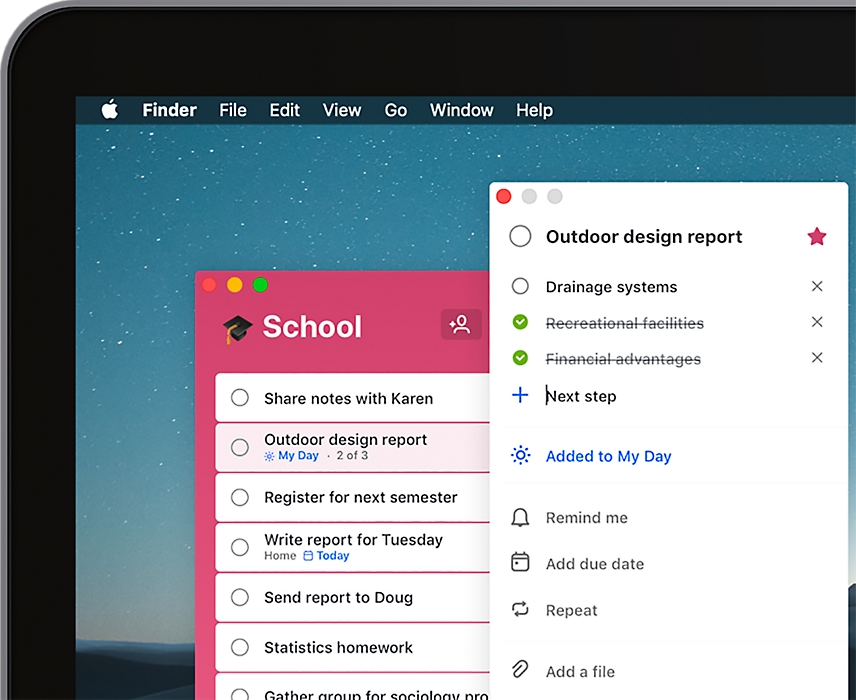 Finder File Edit View Go Window Help
School
Share notes with Karen
Outdoor design report
My Day · 2 of 3
Register for next semester
Write report for Tuesday
Home Today
Send report to Doug
Statistics homework
Gather group for sociology pro
Outdoor design report
Drainage systems
Recreational facilities
Financial advantages
Next step
Added to My Day
Remind me
Add due date
Repeat
Add a file